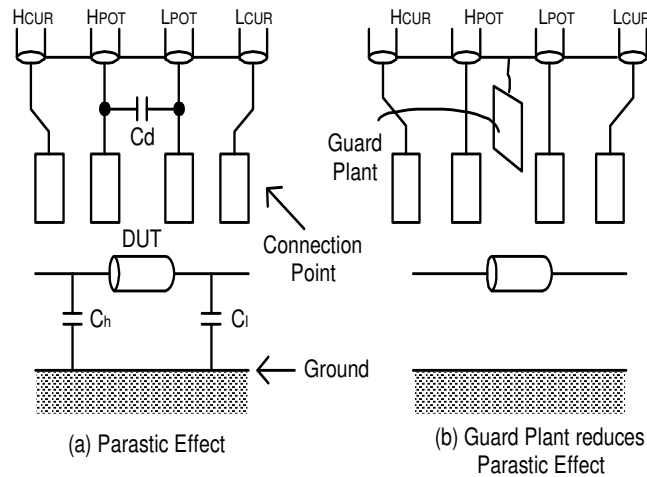 HCUR HPOT LPOT LCUR
Cd
Connection
Point
DUT
Ch
Cl
Ground
(a) Parastic Effect
HCUR HPOT LPOT LCUR
Guard
Plant
(b) Guard Plant reduces
Parastic Effect